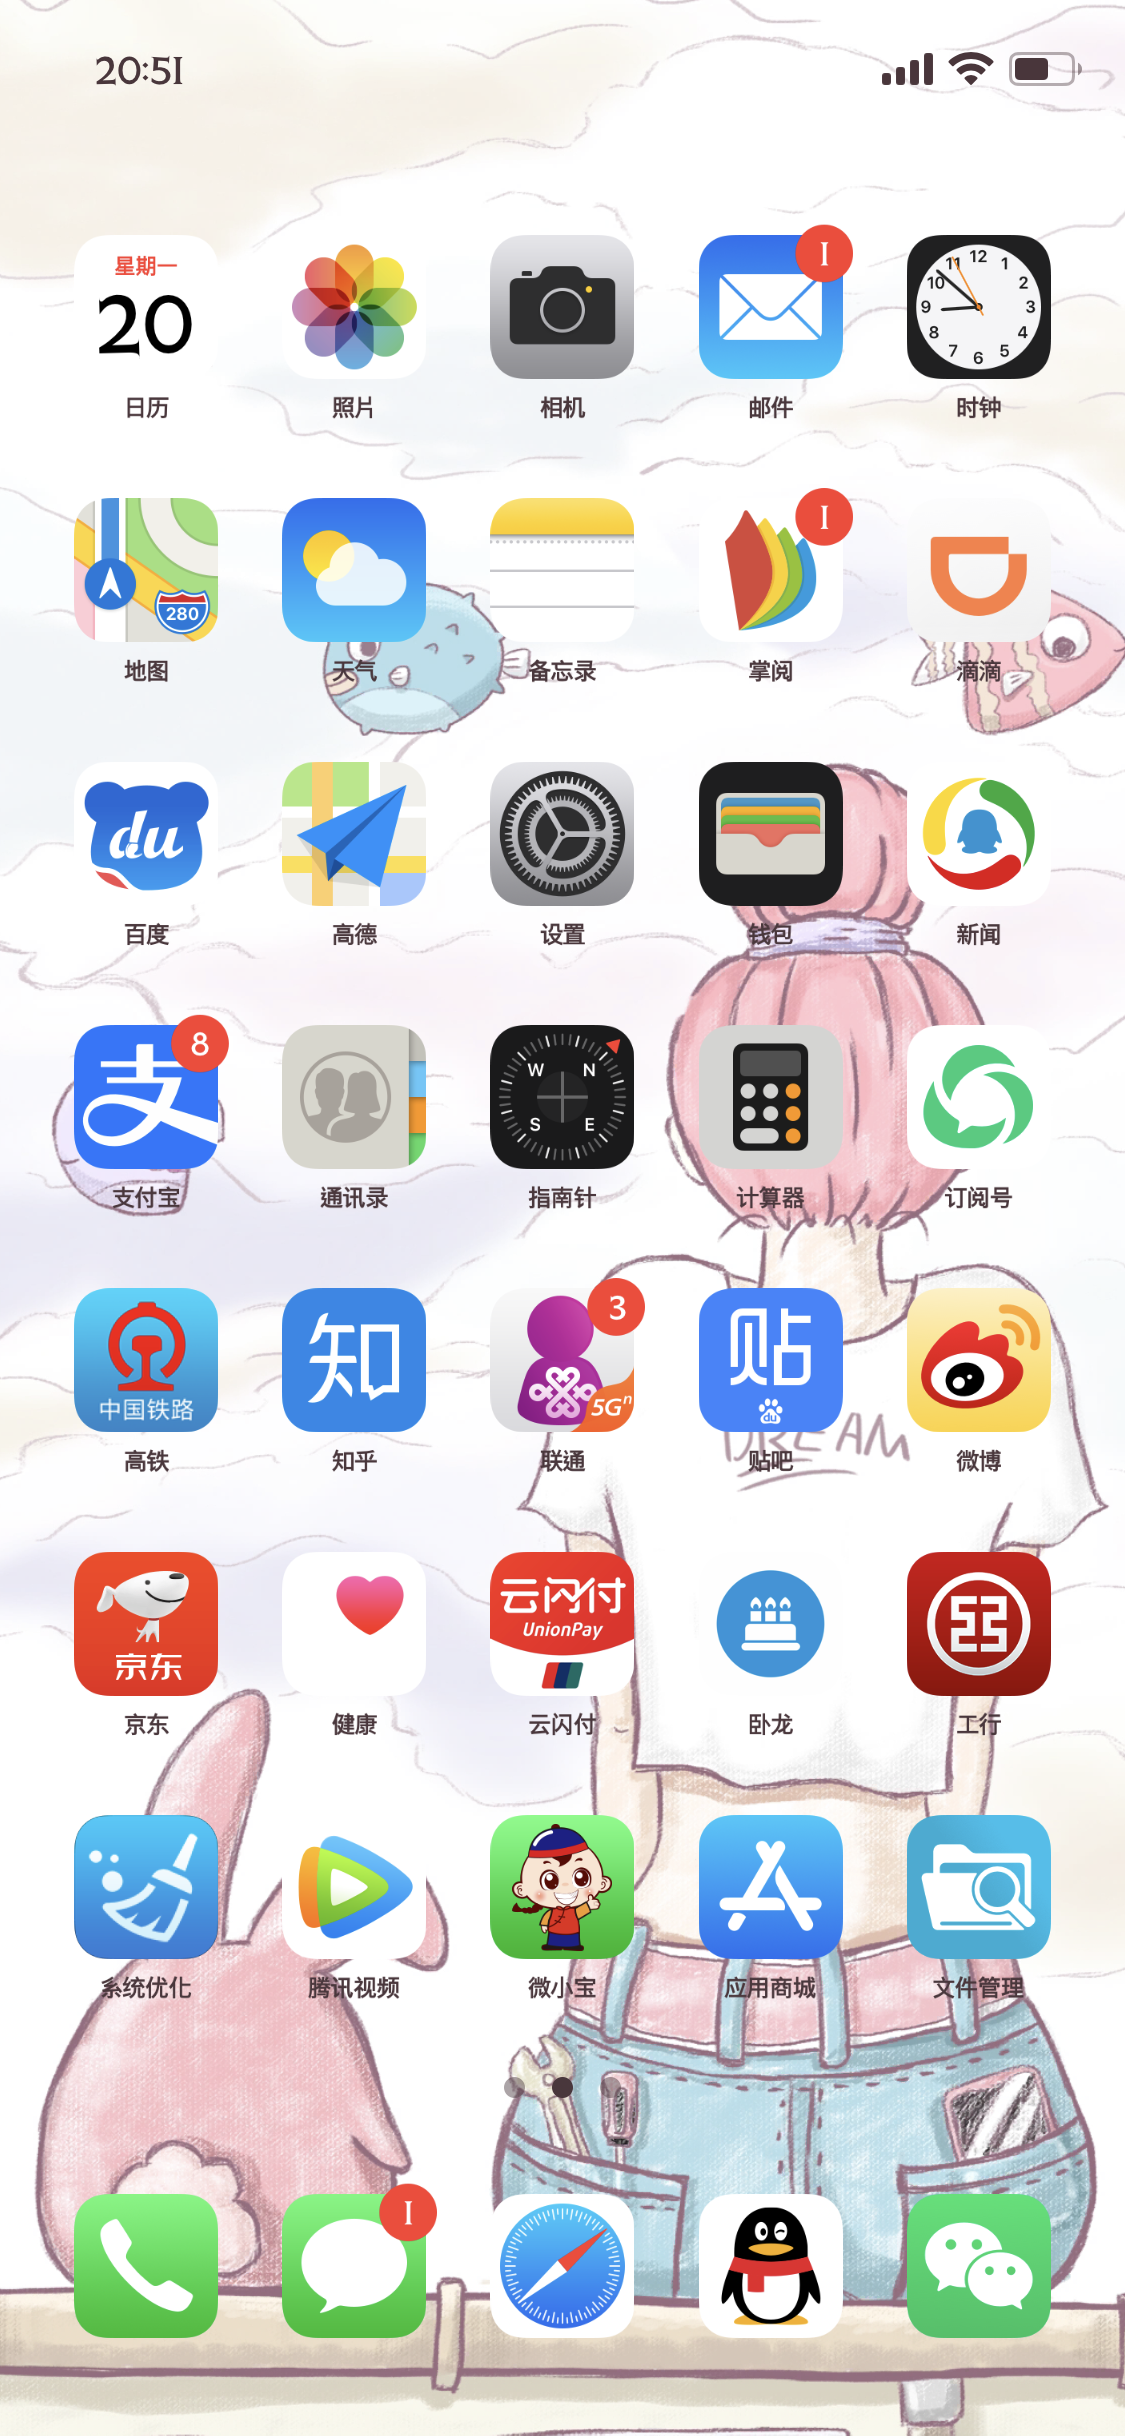 20:51
星期一
20
日历
照片
相机
1
邮件
12
11
1
10
2
9
3
8
4
7
5
6
时钟
280
地图
天气
备忘录
1
掌阅
滴滴
du
百度
高德
设置
钱包
新闻
支
8
支付宝
通讯录
W N
S E
指南针
计算器
订阅号
中国铁路
高铁
知
知乎
3
5Gⁿ
联通
贴
du
贴吧
微博
DREAM
京东
京东
健康
云闪付
UnionPay
云闪付
卧龙
工行
系统优化
腾讯视频
微小宝
应用商城
文件管理
1